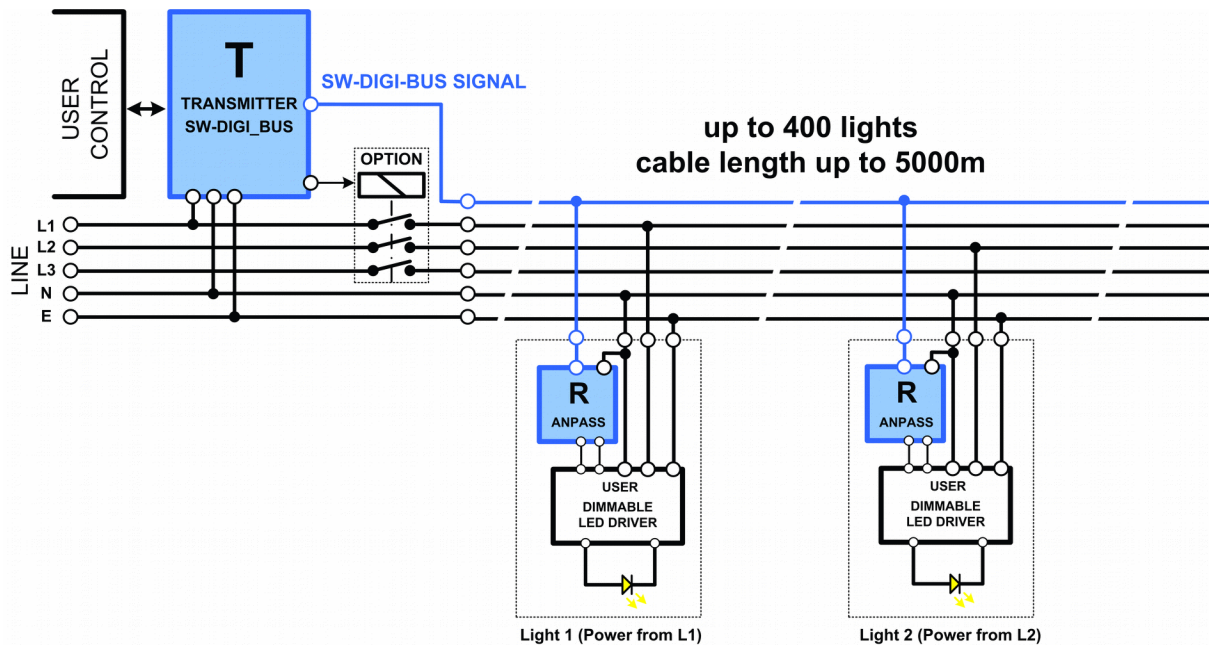 USER
CONTROL
T
TRANSMITTER
SW-DIGI_BUS
SW-DIGI-BUS SIGNAL
OPTION
up to 400 lights
cable length up to 5000m
LINE
L1
L2
L3
N
E
R
ANPASS
USER
DIMMABLE
LED DRIVER
Light 1 (Power from L1)
R
ANPASS
USER
DIMMABLE
LED DRIVER
Light 2 (Power from L2)